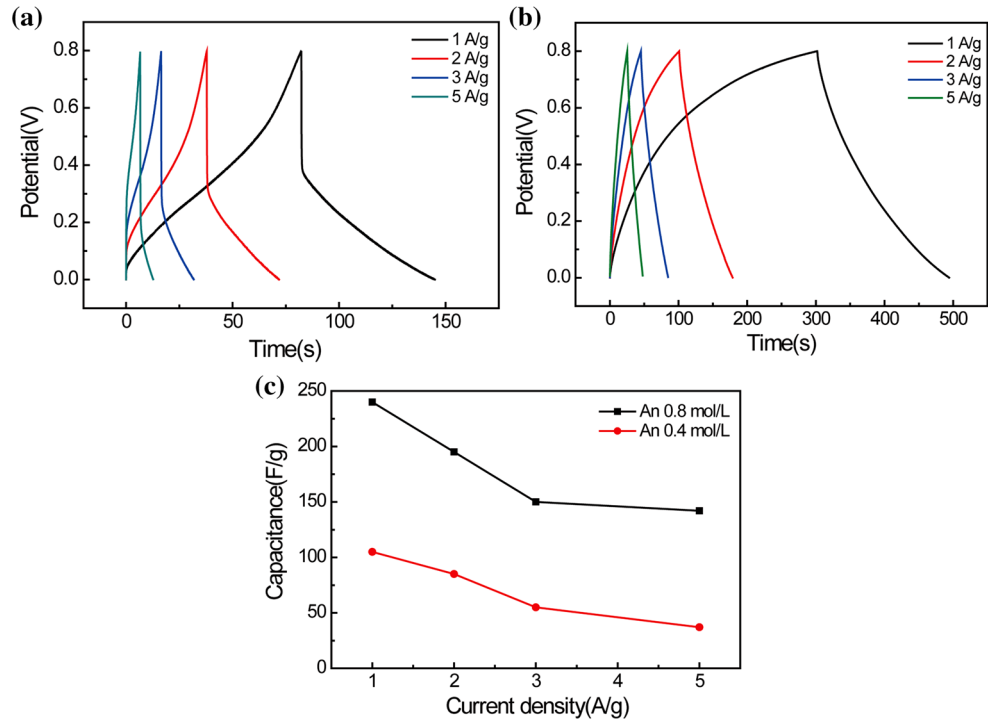 (a)
1 A/g
2 A/g
3 A/g
5 A/g
0.8
0.6
0.4
0.2
0.0
Potential(V)
0 50 100 150
Time(s)
(b)
1 A/g
2 A/g
3 A/g
5 A/g
0.8
0.6
0.4
0.2
0.0
Potential(V)
0 100 200 300 400 500
Time(s)
(c)
An 0.8 mol/L
An 0.4 mol/L
250
200
150
100
50
0
Capacitance(F/g)
1 2 3 4 5
Current density(A/g)